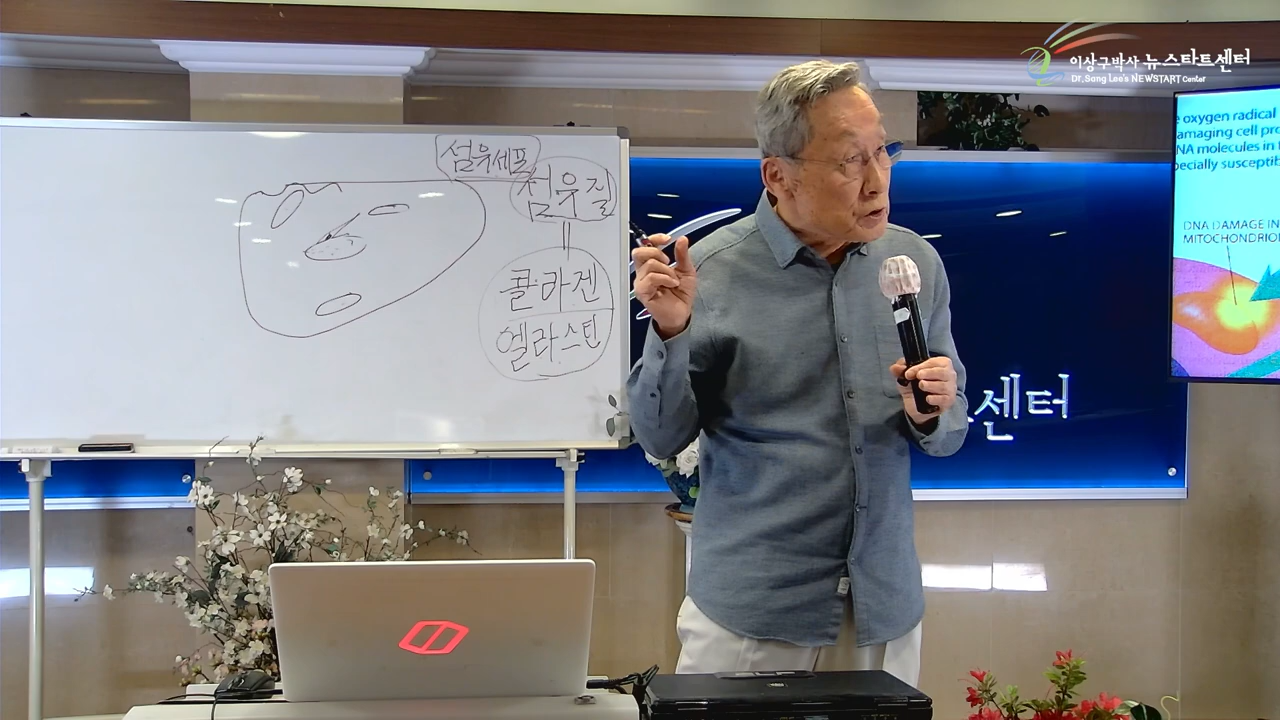 이상구박사 뉴스타트센터
Dr. Sang Lee's NEWSTART Center
섬유세포
섬유질
콜라겐
엘라스틴
oxygen radical
amaging cell pro
NA molecules in
pecially susceptib
DNA DAMAGE IN
MITOCHONDRIO
센터